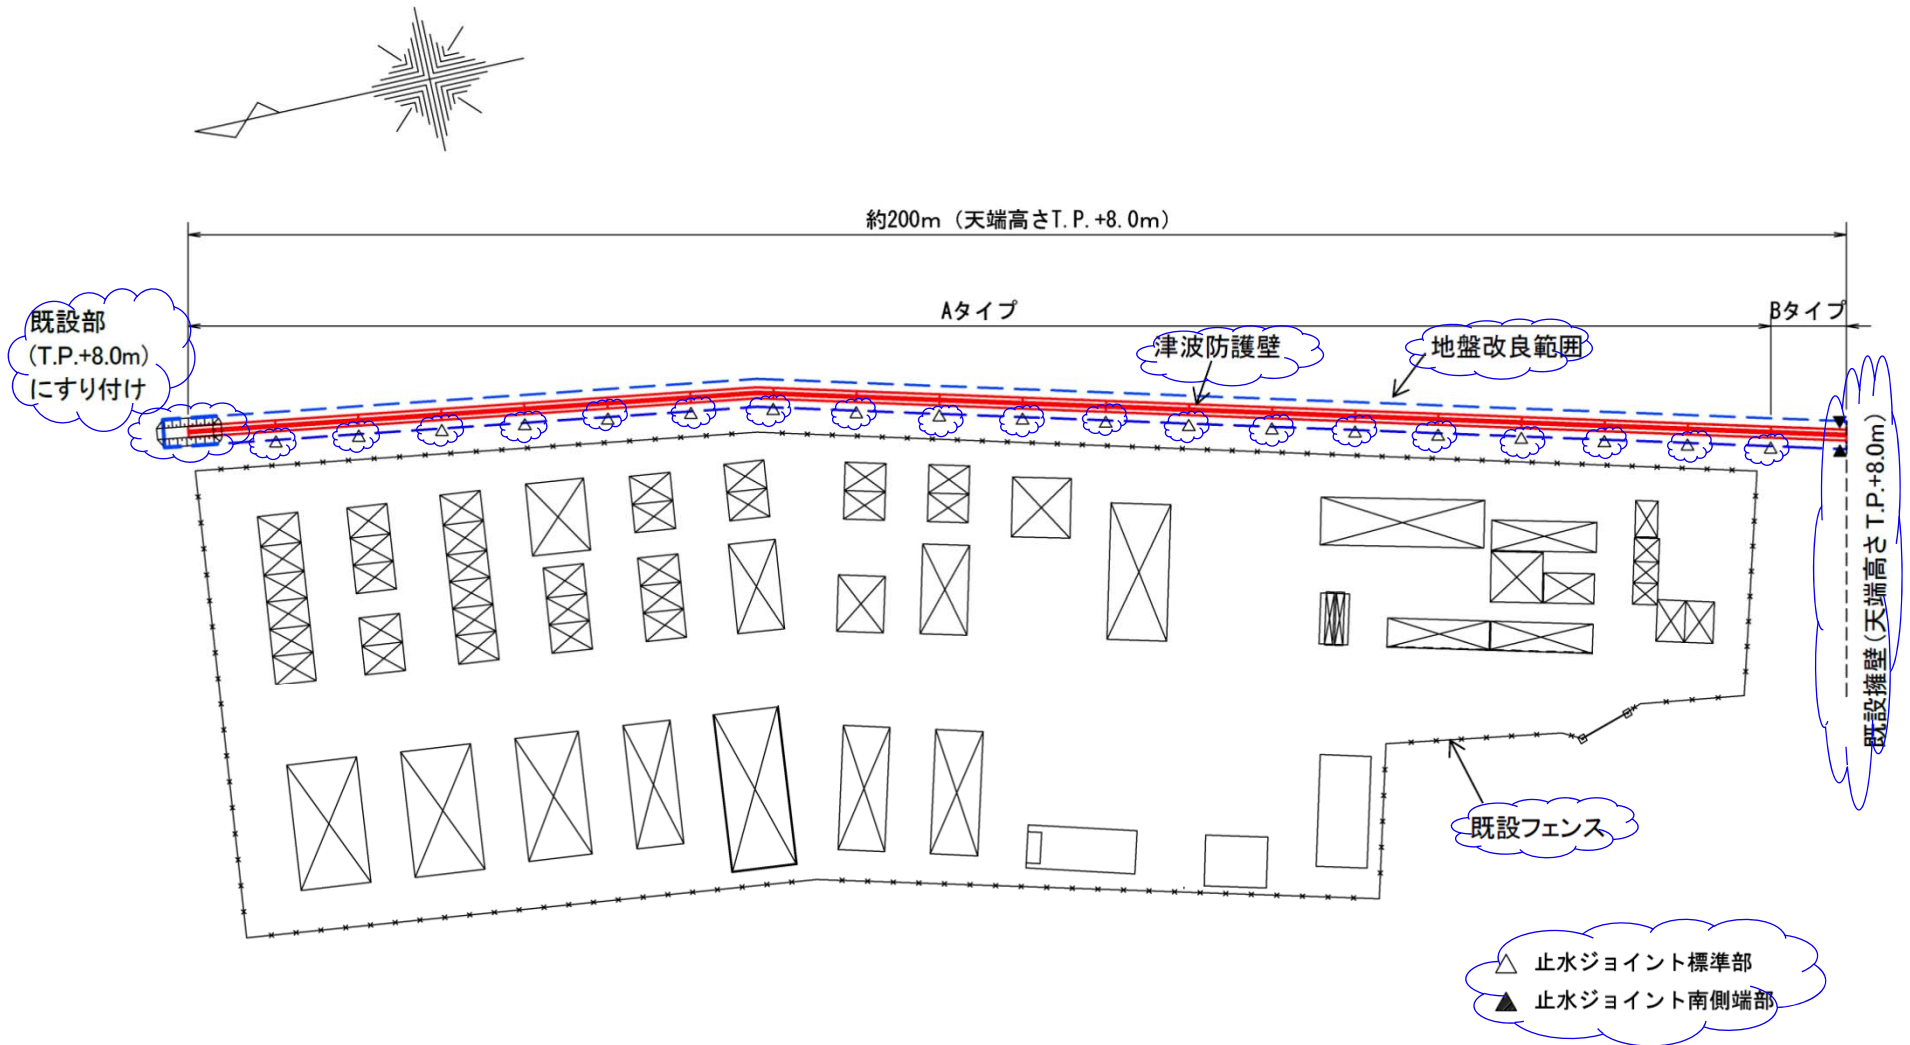 約200m（天端高さT.P.+8.0m）
Aタイプ
Bタイプ
既設部
(T.P.+8.0m)
にすり付け
津波防護壁
地盤改良範囲
既設擁壁(天端高さ T.P.+8.0m)
既設フェンス
△ 止水ジョイント標準部
▲ 止水ジョイント南側端部